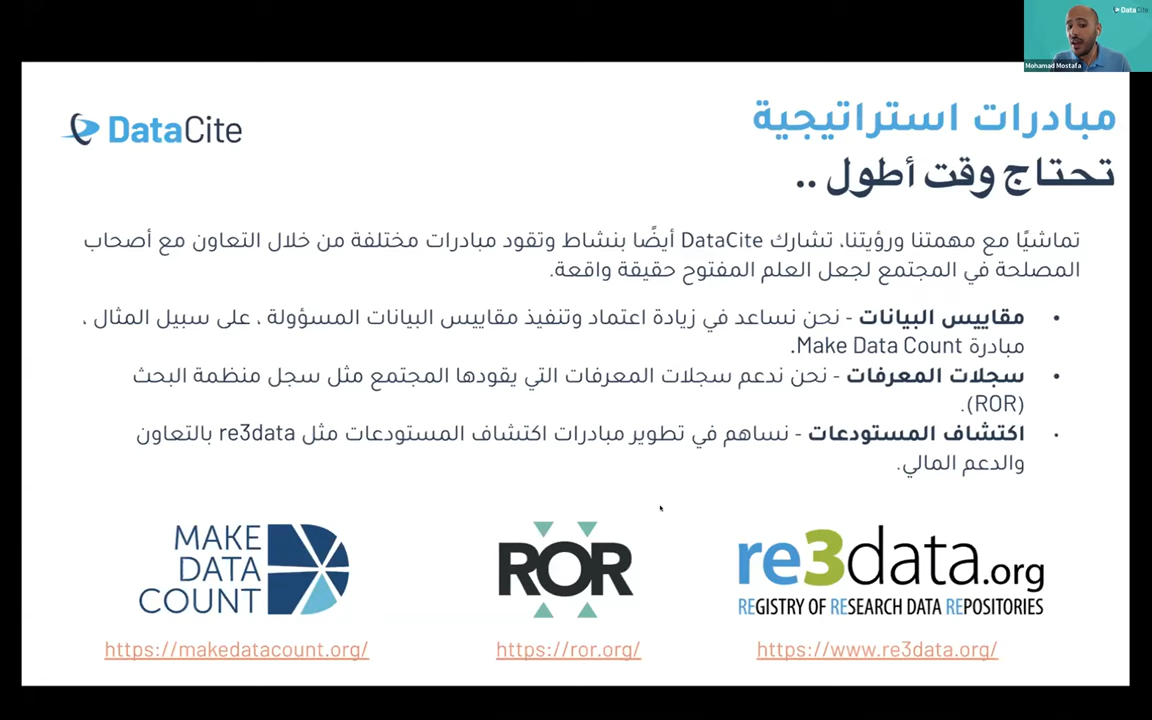 DataCite
Mohamad Mostafa
DataCite
مبادرات استراتيجية
تحتاج وقت أطول ..
تماشيًا مع مهمتنا ورؤيتنا، تشارك DataCite أيضًا بنشاط وتقود مبادرات مختلفة من خلال التعاون مع أصحاب
المصلحة في المجتمع لجعل العلم المفتوح حقيقة واقعة.
• مقاييس البيانات - نحن نساعد في زيادة اعتماد وتنفيذ مقاييس البيانات المسؤولة ، على سبيل المثال ،
مبادرة Make Data Count.
• سجلات المعرفات - نحن ندعم سجلات المعرفات التي يقودها المجتمع مثل سجل منظمة البحث
(ROR).
• اكتشاف المستودعات - نساهم في تطوير مبادرات اكتشاف المستودعات مثل re3data بالتعاون
والدعم المالي.
MAKE
DATA
COUNT
ROR
re3data.org
REGISTRY OF RESEARCH DATA REPOSITORIES
https://makedatacount.org/
https://ror.org/
https://www.re3data.org/